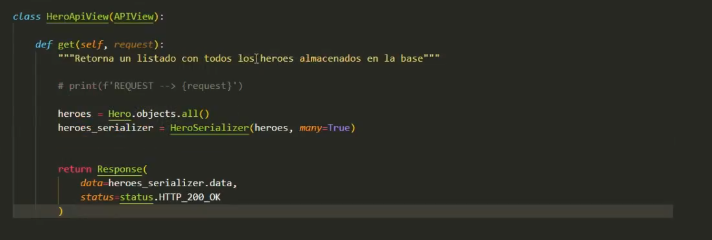 class HeroApiView(APIView):
def get(self, request):
"""Retorna un listado con todos los heroes almacenados en la base"""
# print(f'REQUEST --> {request}')
heroes = Hero.objects.all()
heroes_serializer = HeroSerializer(heroes, many=True)
return Response(
data=heroes_serializer.data,
status=status.HTTP_200_OK
)